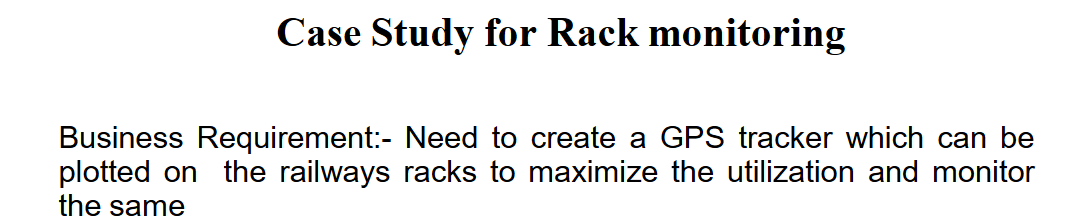 Case Study for Rack monitoring
Business Requirement:- Need to create a GPS tracker which can be
plotted on  the railways racks to maximize the utilization and monitor
the same